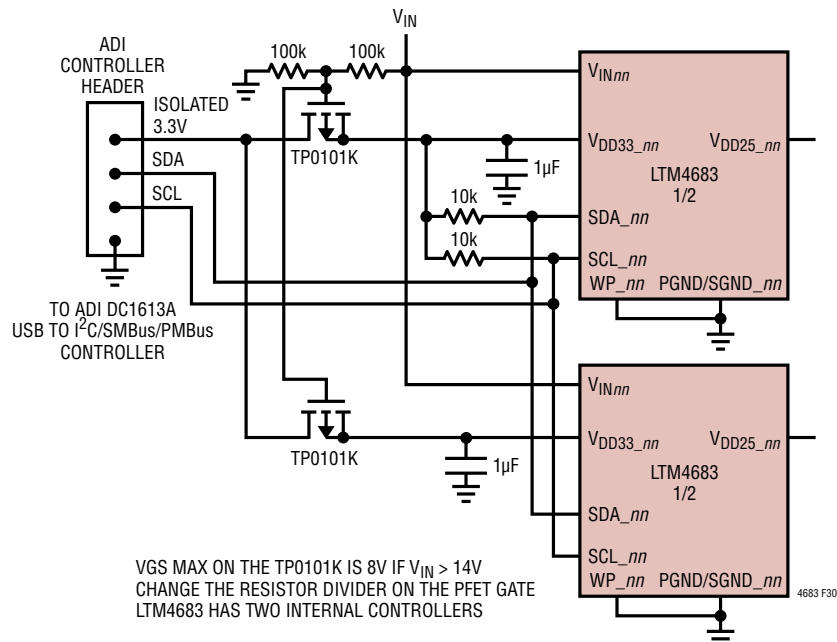 VIN
ADI
CONTROLLER
HEADER
100k
100k
ISOLATED
3.3V
SDA
SCL
TP0101K
1µF
10k
10k
VINnn
VDD33_nn
VDD25_nn
LTM4683
1/2
SDA_nn
SCL_nn
WP_nn
PGND/SGND_nn
TO ADI DC1613A
USB TO I²C/SMBus/PMBus
CONTROLLER
TP0101K
1µF
VINnn
VDD33_nn
VDD25_nn
LTM4683
1/2
SDA_nn
SCL_nn
WP_nn
PGND/SGND_nn
VGS MAX ON THE TP0101K IS 8V IF VIN > 14V
CHANGE THE RESISTOR DIVIDER ON THE PFET GATE
LTM4683 HAS TWO INTERNAL CONTROLLERS
4683 F30